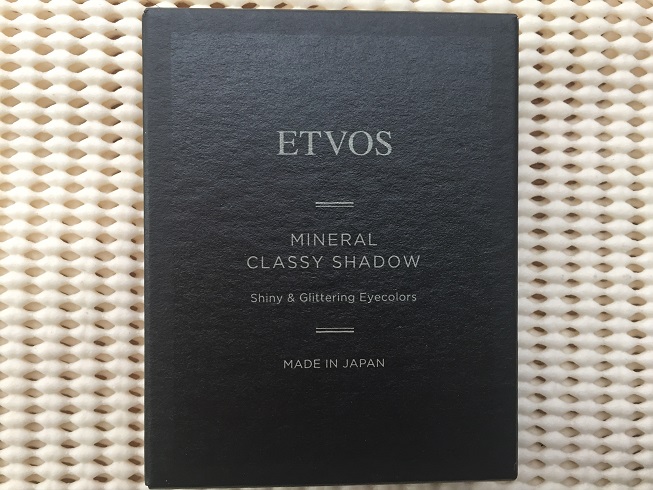 ETVOS
MINERAL
CLASSY SHADOW
Shiny & Glittering Eyecolors
MADE IN JAPAN